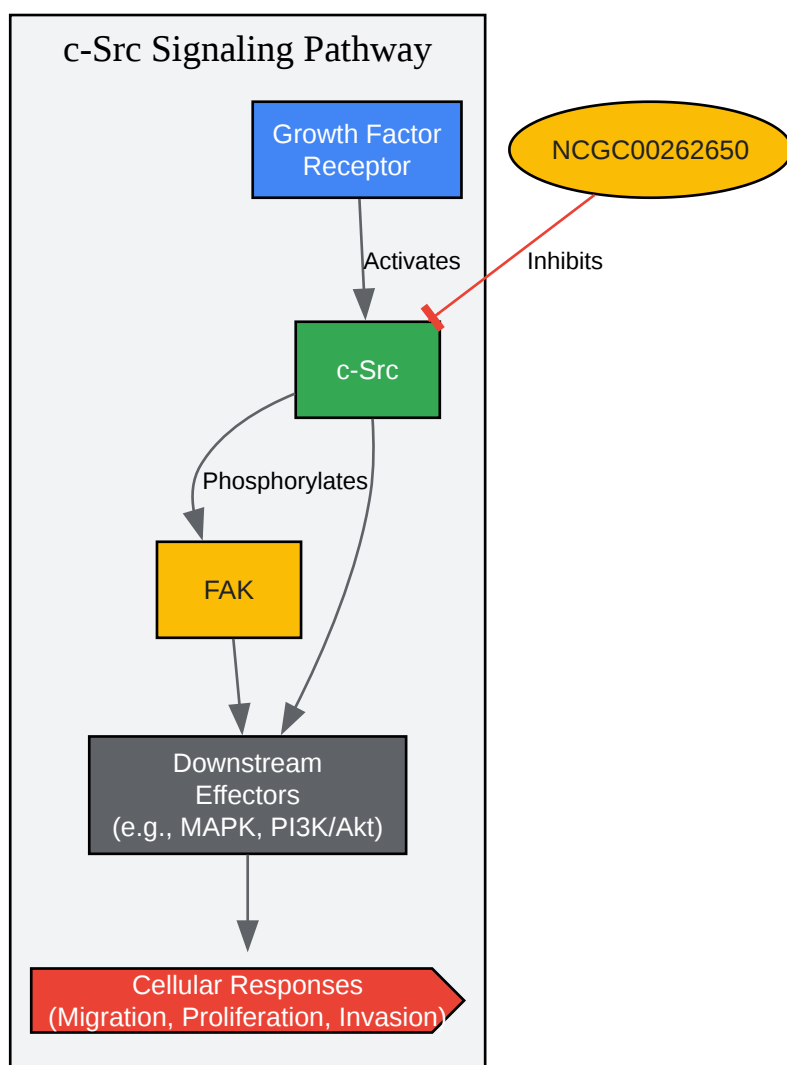 c-Src Signaling Pathway
Growth Factor
Receptor
NCGC00262650
Activates
Inhibits
c-Src
Phosphorylates
FAK
Downstream
Effectors
(e.g., MAPK, PI3K/Akt)
Cellular Responses
(Migration, Proliferation, Invasion)